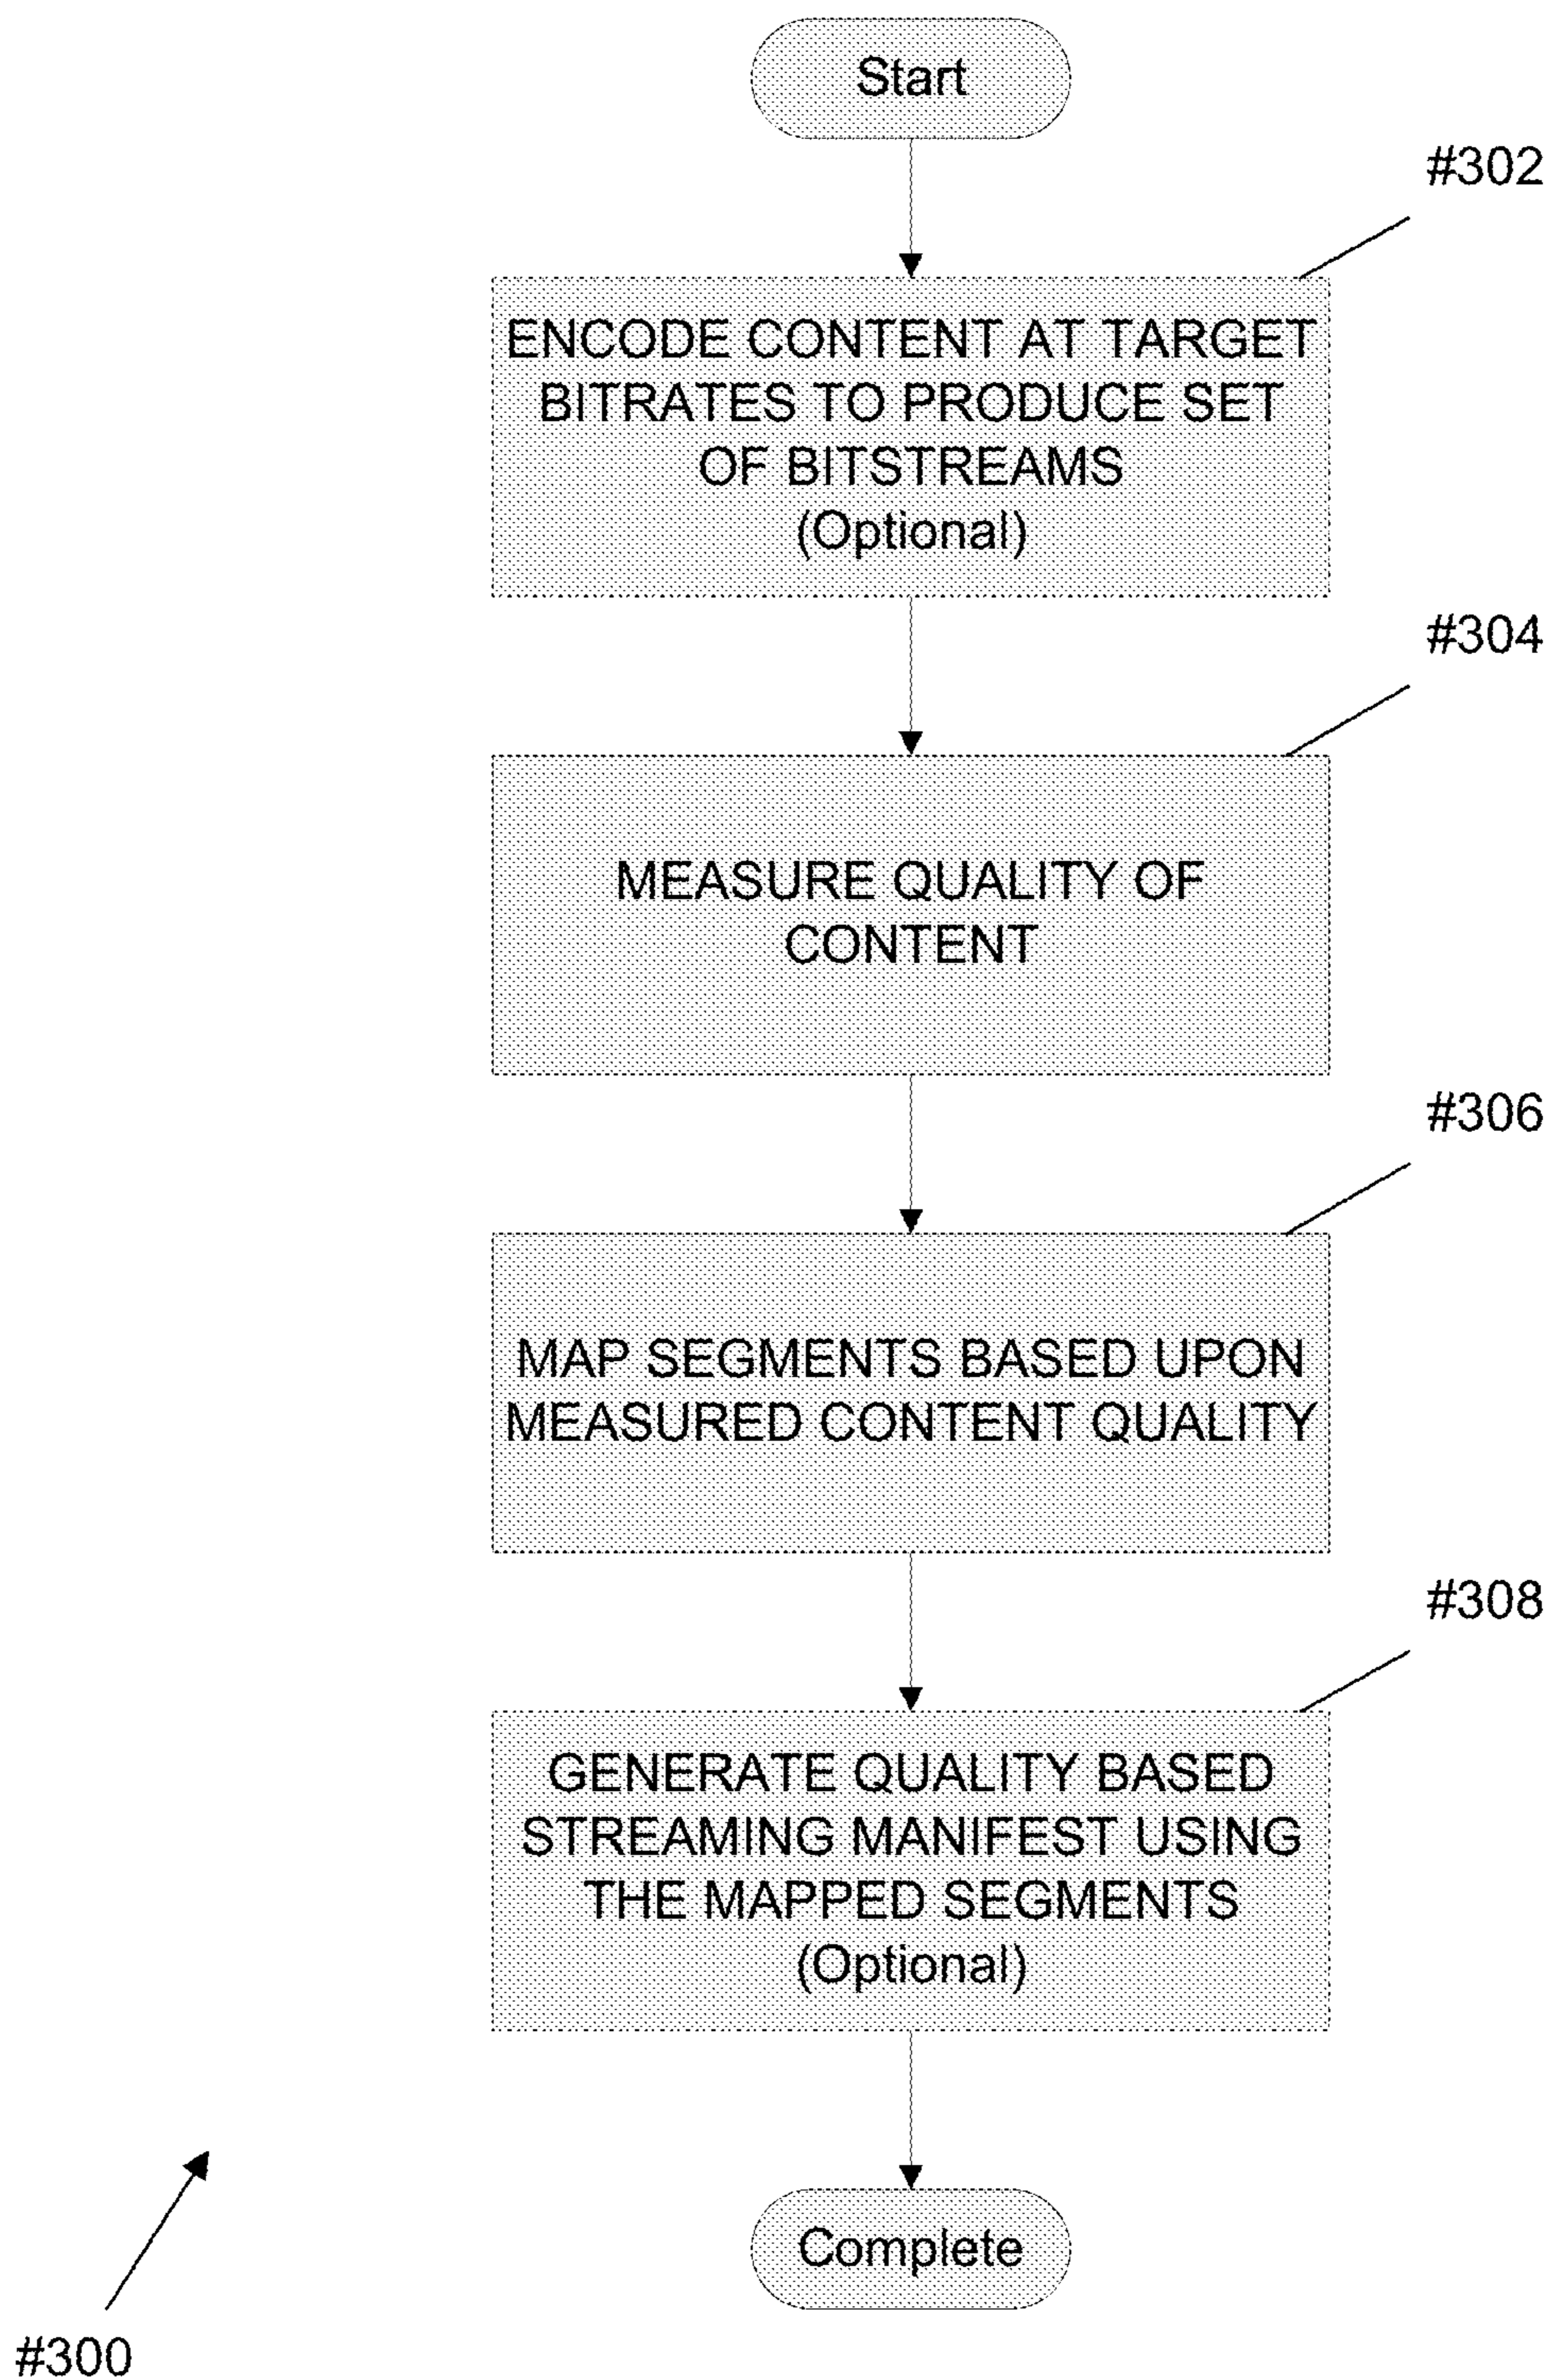 Start
#302
ENCODE CONTENT AT TARGET
BITRATES TO PRODUCE SET
OF BITSTREAMS
(Optional)
#304
MEASURE QUALITY OF
CONTENT
#306
MAP SEGMENTS BASED UPON
MEASURED CONTENT QUALITY
#308
GENERATE QUALITY BASED
STREAMING MANIFEST USING
THE MAPPED SEGMENTS
(Optional)
Complete
#300